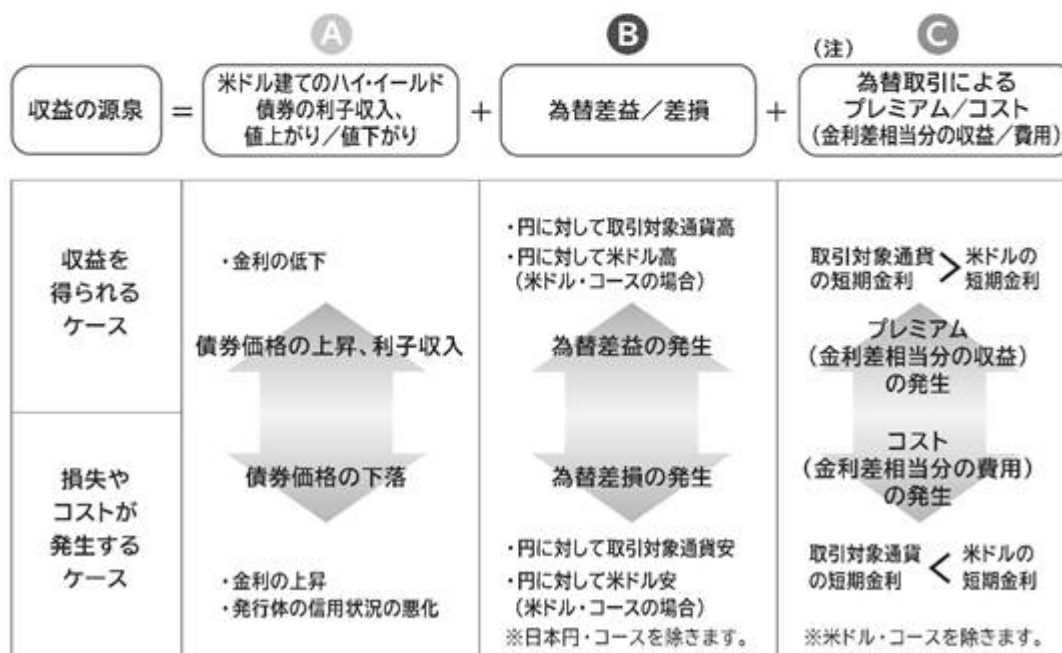 A
B
(注)
C
収益の源泉
=
米ドル建てのハイ・イールド
債券の利子収入、
値上がり/値下がり
+
為替差益/差損
+
為替取引による
プレミアム/コスト
(金利差相当分の収益/費用)
収益を
得られる
ケース
・金利の低下
債券価格の上昇、利子収入
・円に対して取引対象通貨高
・円に対して米ドル高
(米ドル・コースの場合)
為替差益の発生
取引対象通貨
の短期金利
>
米ドルの
短期金利
プレミアム
(金利差相当分の収益)
の発生
損失や
コストが
発生する
ケース
債券価格の下落
・金利の上昇
・発行体の信用状況の悪化
為替差損の発生
・円に対して取引対象通貨安
・円に対して米ドル安
(米ドル・コースの場合)
※日本円・コースを除きます。
コスト
(金利差相当分の費用)
の発生
取引対象通貨
の短期金利
<
米ドルの
短期金利
※米ドル・コースを除きます。